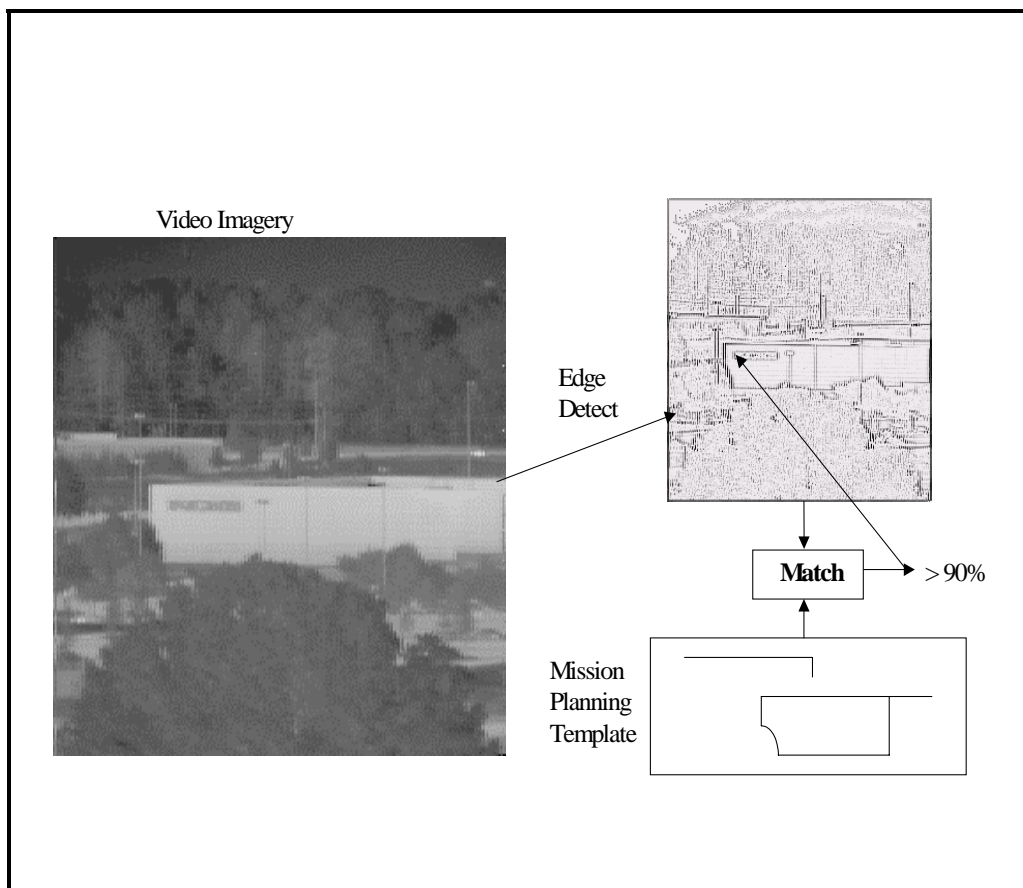 Video Imagery
Edge
Detect
Match
> 90%
Mission
Planning
Template